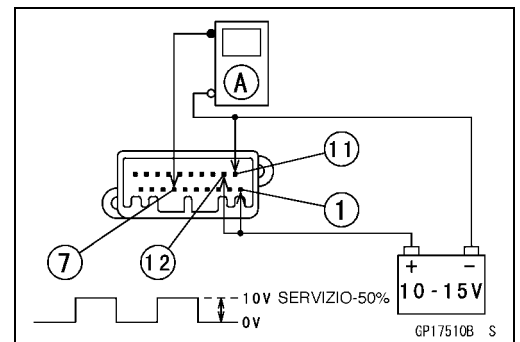 A
11
1
7
12
+ −
10-15V
10V SERVIZIO-50%
0V
GP17510B S